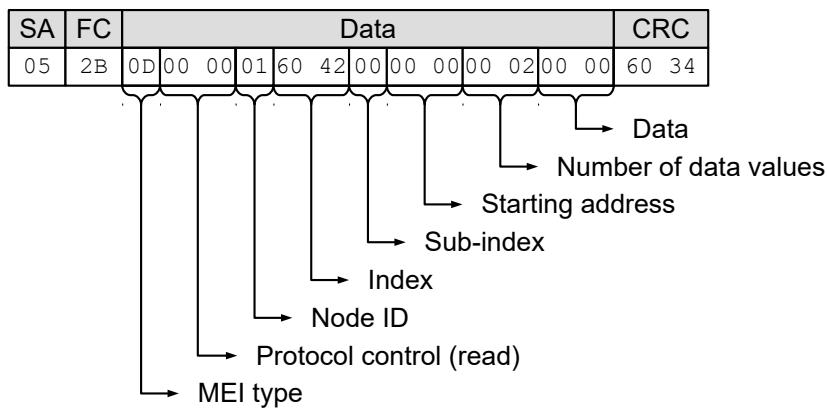 SA FC Data CRC
05 2B 0D 00 00 01 60 42 00 00 00 00 02 00 00 60 34
Data
Number of data values
Starting address
Sub-index
Index
Node ID
Protocol control (read)
MEI type